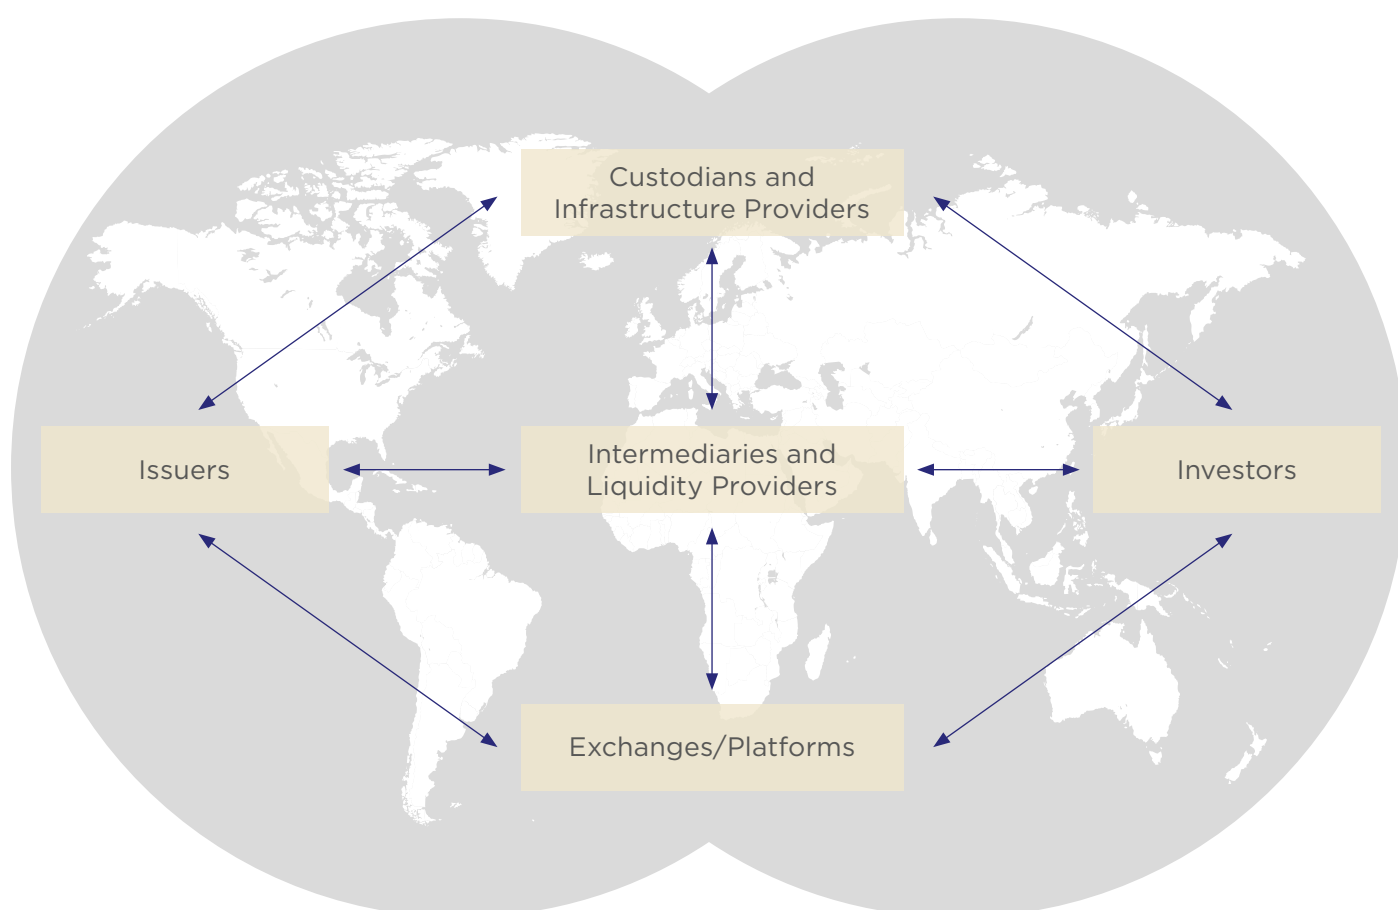 Custodians and
Infrastructure Providers
Issuers
Intermediaries and
Liquidity Providers
Investors
Exchanges/Platforms